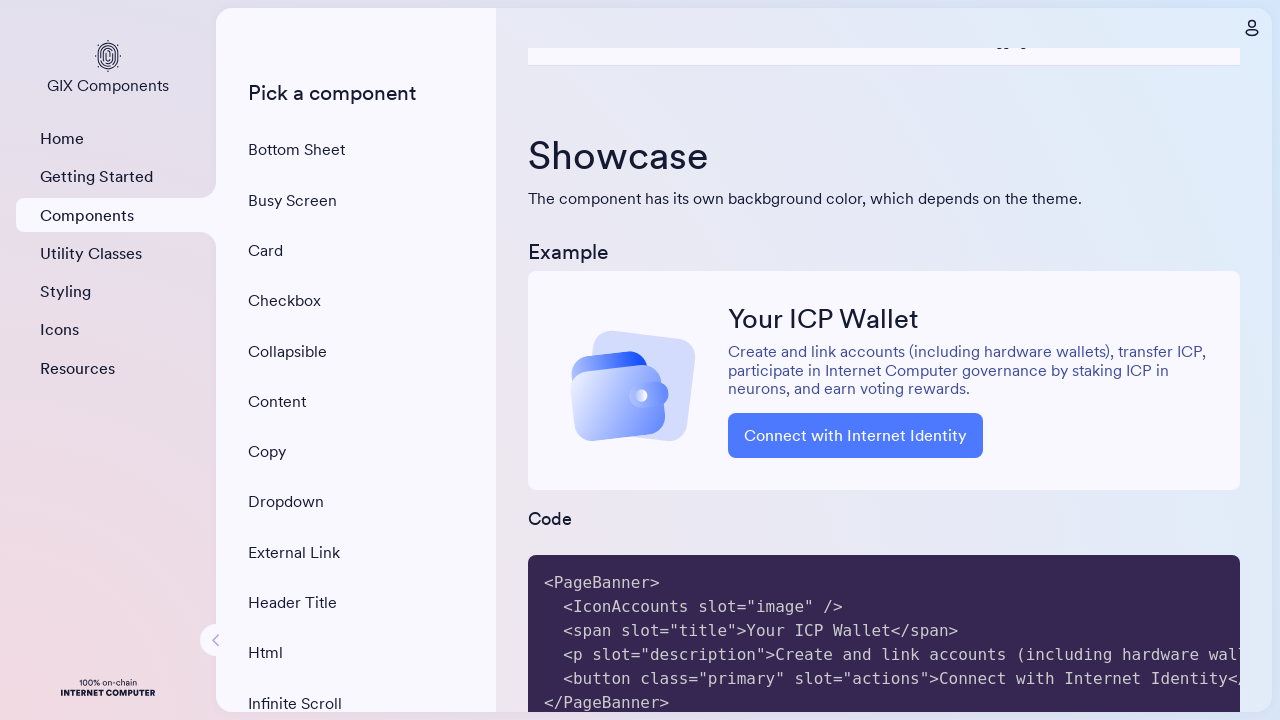 GIX Components
Home
Getting Started
Components
Utility Classes
Styling
Icons
Resources
100% on-chain
INTERNET COMPUTER
Pick a component
Bottom Sheet
Busy Screen
Card
Checkbox
Collapsible
Content
Copy
Dropdown
External Link
Header Title
Html
Infinite Scroll
Showcase
The component has its own backbground color, which depends on the theme.
Example
Your ICP Wallet
Create and link accounts (including hardware wallets), transfer ICP,
participate in Internet Computer governance by staking ICP in
neurons, and earn voting rewards.
Connect with Internet Identity
Code
<PageBanner>
  <IconAccounts slot="image" />
  <span slot="title">Your ICP Wallet</span>
  <p slot="description">Create and link accounts (including hardware
  <button class="primary" slot="actions">Connect with Internet Identity</
</PageBanner>